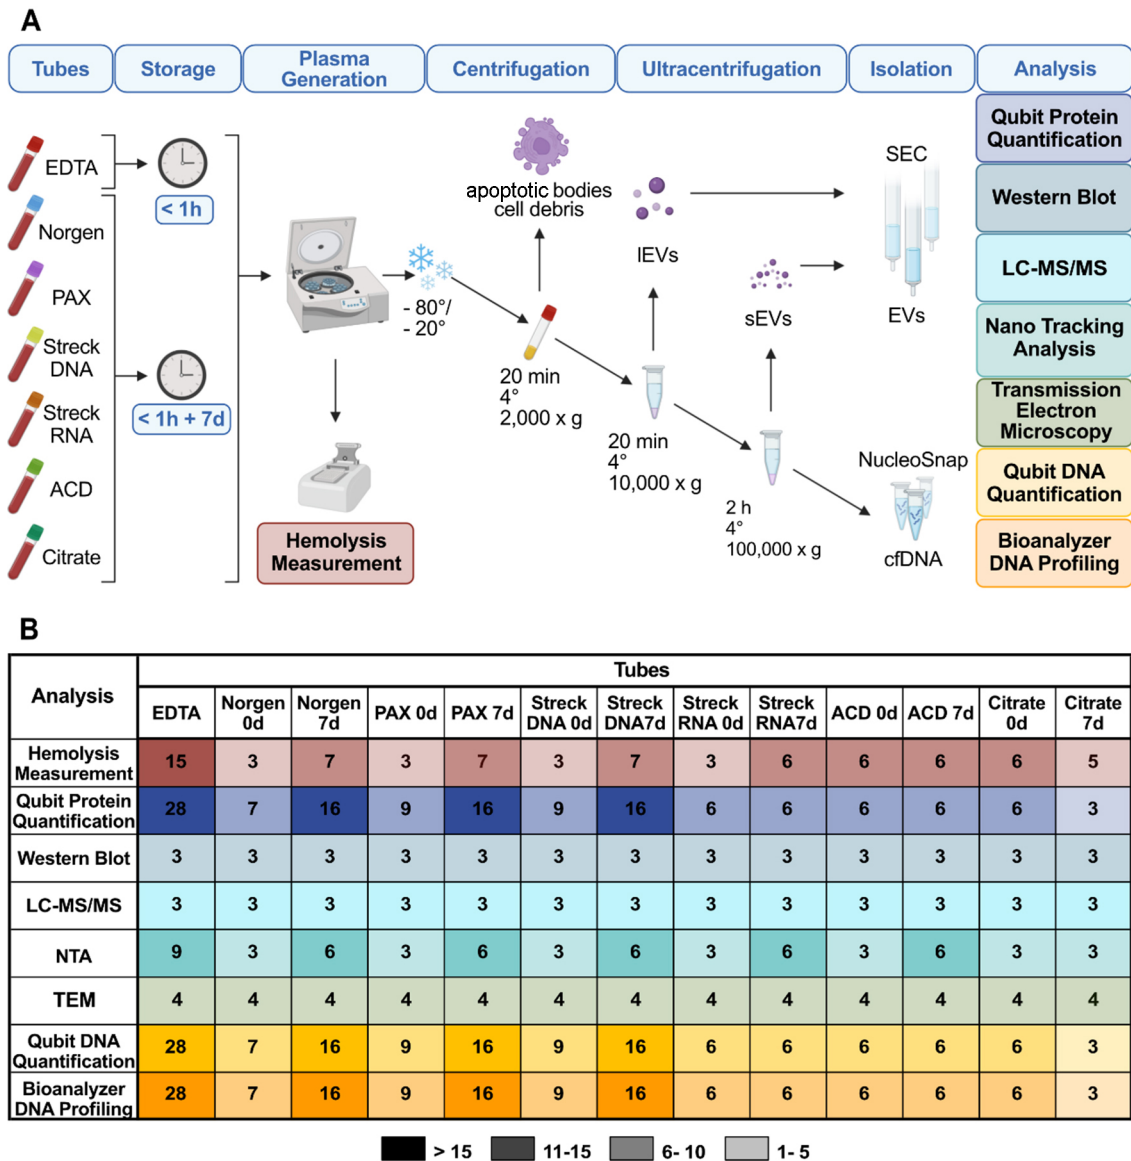 A
Tubes
Storage
Plasma
Generation
Centrifugation
Ultracentrifugation
Isolation
Analysis
EDTA
Norgen
PAX
Streck
DNA
Streck
RNA
ACD
Citrate
< 1h
< 1h + 7d
Hemolysis
Measurement
- 80°/
- 20°
apoptotic bodies
cell debris
20 min
4°
2,000 x g
lEVs
20 min
4°
10,000 x g
sEVs
2 h
4°
100,000 x g
SEC
EVs
NucleoSnap
cfDNA
Qubit Protein
Quantification
Western Blot
LC-MS/MS
Nano Tracking
Analysis
Transmission
Electron
Microscopy
Qubit DNA
Quantification
Bioanalyzer
DNA Profiling
B
Analysis
Tubes
EDTA
Norgen
0d
Norgen
7d
PAX 0d
PAX 7d
Streck
DNA 0d
Streck
DNA7d
Streck
RNA 0d
Streck
RNA7d
ACD 0d
ACD 7d
Citrate
0d
Citrate
7d
Hemolysis
Measurement
15 3 7 3 7 3 7 3 6 6 6 6 5
Qubit Protein
Quantification
28 7 16 9 16 9 16 6 6 6 6 6 3
Western Blot 3 3 3 3 3 3 3 3 3 3 3 3 3
LC-MS/MS 3 3 3 3 3 3 3 3 3 3 3 3 3
NTA 9 3 6 3 6 3 6 3 6 3 6 3 3
TEM 4 4 4 4 4 4 4 4 4 4 4 4 4
Qubit DNA
Quantification
28 7 16 9 16 9 16 6 6 6 6 6 3
Bioanalyzer
DNA Profiling
28 7 16 9 16 9 16 6 6 6 6 6 3
> 15 11-15 6- 10 1- 5